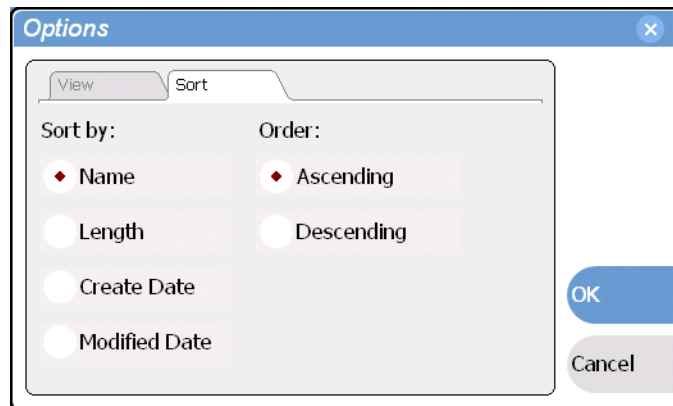 Options
View Sort
Sort by: Order:
Name Ascending
Length Descending
Create Date
Modified Date
OK
Cancel